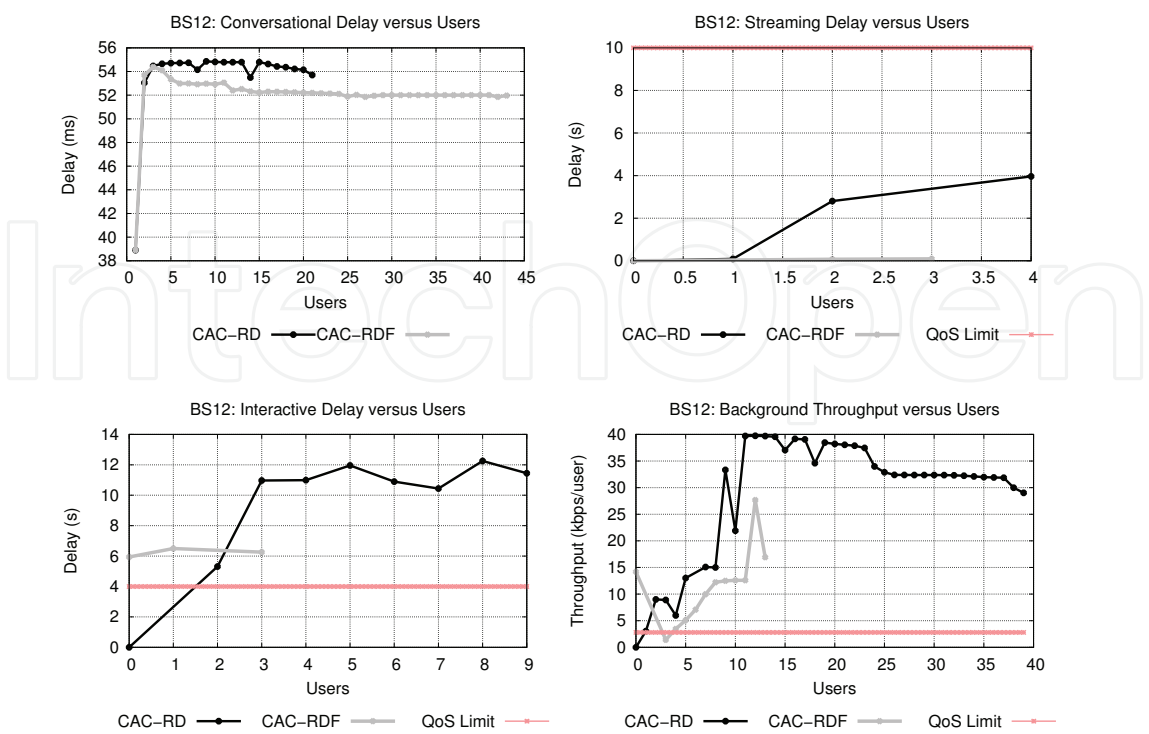 BS12: Conversational Delay versus Users
Delay (ms)
56
54
52
50
48
46
44
42
40
38
0 5 10 15 20 25 30 35 40 45
Users
CAC–RD CAC–RDF
BS12: Streaming Delay versus Users
Delay (s)
10
8
6
4
2
0
0 0.5 1 1.5 2 2.5 3 3.5 4
Users
CAC–RD CAC–RDF QoS Limit
IntechOpen
BS12: Interactive Delay versus Users
Delay (s)
14
12
10
8
6
4
2
0
0 1 2 3 4 5 6 7 8 9
Users
CAC–RD CAC–RDF QoS Limit
BS12: Background Throughput versus Users
Throughput (kbps/user)
40
35
30
25
20
15
10
5
0
0 5 10 15 20 25 30 35 40
Users
CAC–RD CAC–RDF QoS Limit